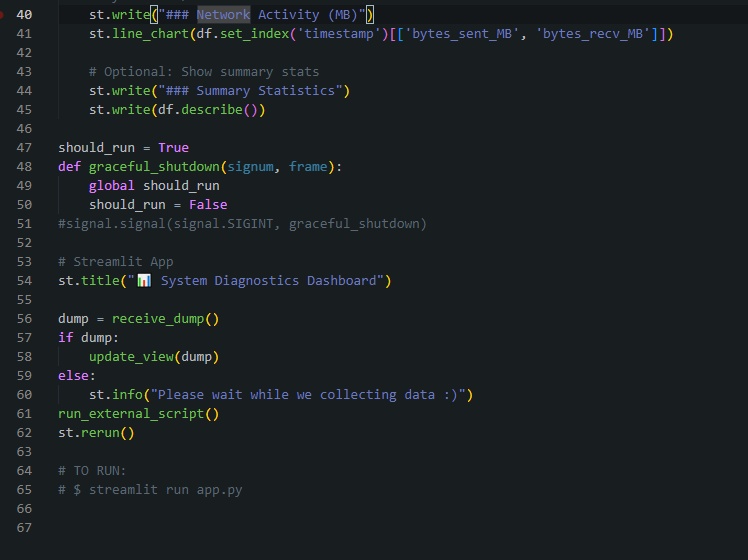 40 st.write("### Network Activity (MB)")
41 st.line_chart(df.set_index('timestamp')[['bytes_sent_MB', 'bytes_recv_MB']])
42
43 # Optional: Show summary stats
44 st.write("### Summary Statistics")
45 st.write(df.describe())
46
47 should_run = True
48 def graceful_shutdown(signum, frame):
49 global should_run
50 should_run = False
51 #signal.signal(signal.SIGINT, graceful_shutdown)
52
53 # Streamlit App
54 st.title("📊 System Diagnostics Dashboard")
55
56 dump = receive_dump()
57 if dump:
58 update_view(dump)
59 else:
60 st.info("Please wait while we collecting data :)")
61 run_external_script()
62 st.rerun()
63
64 # TO RUN:
65 # $ streamlit run app.py
66
67